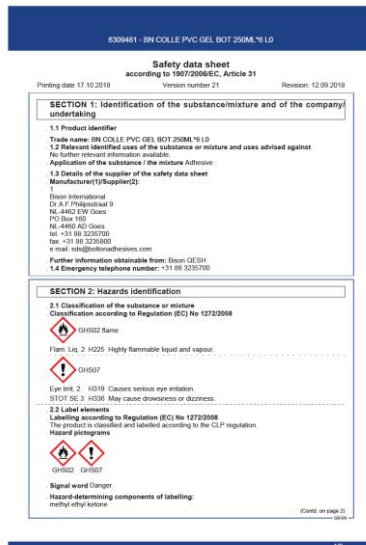 6309481 - BN COLLE PVC GEL BOT 250ML*6 L0
Safety data sheet
according to 1907/2006/EC, Article 31
Printing date 17.10.2018 Version number 21 Revision: 12.09.2018
SECTION 1: Identification of the substance/mixture and of the company/
undertaking
1.1 Product identifier
Trade name: BN COLLE PVC GEL BOT 250ML*6 L0
1.2 Relevant identified uses of the substance or mixture and uses advised against
No further relevant information available.
Application of the substance / the mixture Adhesive
1.3 Details of the supplier of the safety data sheet
Manufacturer(1)/Supplier(2):
1
Bison International
Dr.A.F.Philipsstraat 9
NL-4462 EW Goes
PO Box 160
NL-4460 AD Goes
tel. +31 88 3235700
fax. +31 88 3235800
e mail: sds@boltonadhesives.com
Further information obtainable from: Bison QESH
1.4 Emergency telephone number: +31 88 3235700
SECTION 2: Hazards identification
2.1 Classification of the substance or mixture
Classification according to Regulation (EC) No 1272/2008
GHS02 flame
Flam. Liq. 2 H225 Highly flammable liquid and vapour.
GHS07
Eye Irrit. 2 H319 Causes serious eye irritation.
STOT SE 3 H336 May cause drowsiness or dizziness.
2.2 Label elements
Labelling according to Regulation (EC) No 1272/2008
The product is classified and labelled according to the CLP regulation.
Hazard pictograms
GHS02 GHS07
Signal word Danger
Hazard-determining components of labelling:
methyl ethyl ketone
(Contd. on page 2)